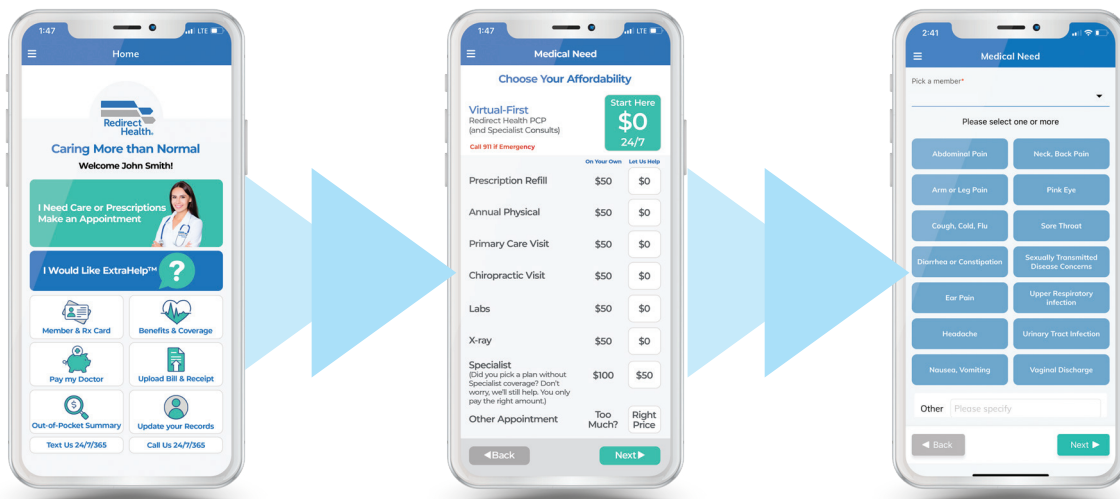 1:47
LTE
Home
Redirect
Health.
Caring More than Normal
Welcome John Smith!
I Need Care or Prescriptions
Make an Appointment
I Would Like ExtraHelp™
?
Member & Rx Card
Benefits & Coverage
Pay my Doctor
Upload Bill & Receipt
Out-of-Pocket Summary
Update your Records
Text Us 24/7/365
Call Us 24/7/365
1:47
LTE
Medical Need
Choose Your Affordability
Virtual-First
Redirect Health PCP
(and Specialist Consults)
Call 911 if Emergency
Start Here
$0
24/7
On Your Own Let Us Help
Prescription Refill $50 $0
Annual Physical $50 $0
Primary Care Visit $50 $0
Chiropractic Visit $50 $0
Labs $50 $0
X-ray $50 $0
Specialist
(Did you pick a plan without
Specialist coverage? Don't
worry, we'll still help. You only
pay the right amount.)
$100 $50
Other Appointment
Too
Much?
Right
Price
◀Back
Next▶
2:41
Medical Need
Pick a member*
Please select one or more
Abdominal Pain
Neck, Back Pain
Arm or Leg Pain
Pink Eye
Cough, Cold, Flu
Sore Throat
Diarrhea or Constipation
Sexually Transmitted
Disease Concerns
Ear Pain
Upper Respiratory
infection
Headache
Urinary Tract Infection
Nausea, Vomiting
Vaginal Discharge
Other Please specify
◀ Back
Next ▶